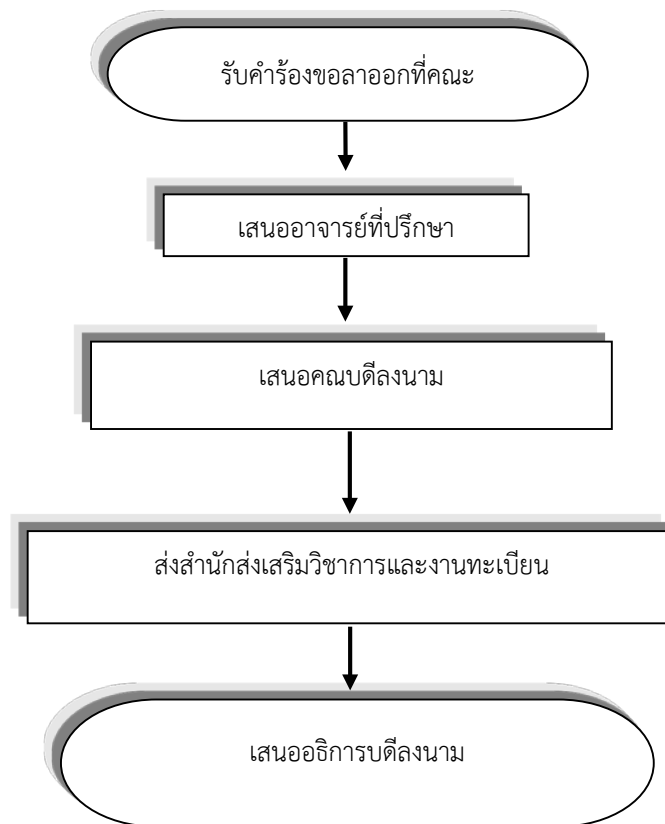 รับคำร้องขอลาออกที่คณะ
เสนออาจารย์ที่ปรึกษา
เสนอคณบดีลงนาม
ส่งสำนักส่งเสริมวิชาการและงานทะเบียน
เสนออธิการบดีลงนาม